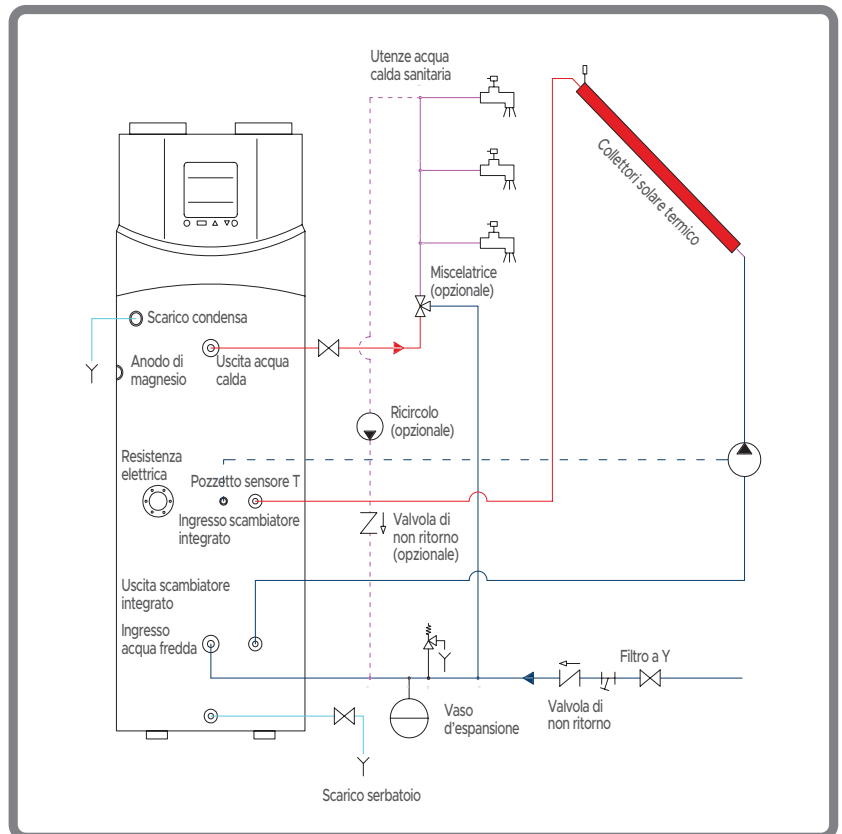 Utenze acqua
calda sanitaria
Collettori solare termico
Miscelatrice
(opzionale)
Scarico condensa
Anodo di
magnesio
Uscita acqua
calda
Ricircolo
(opzionale)
Resistenza
elettrica
Pozzetto sensore T
Ingresso scambiatore
integrato
Valvola di
non ritorno
(opzionale)
Uscita scambiatore
integrato
Ingresso
acqua fredda
Filtro a Y
Vaso
d'espansione
Valvola di
non ritorno
Scarico serbatoio